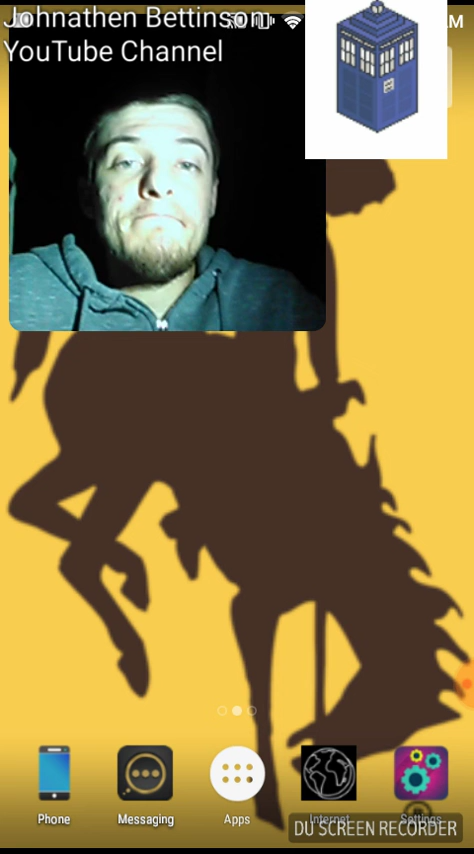 Johnathen Bettinson
YouTube Channel
M
Phone
Messaging
Apps
Internet
Settings
DU SCREEN RECORDER